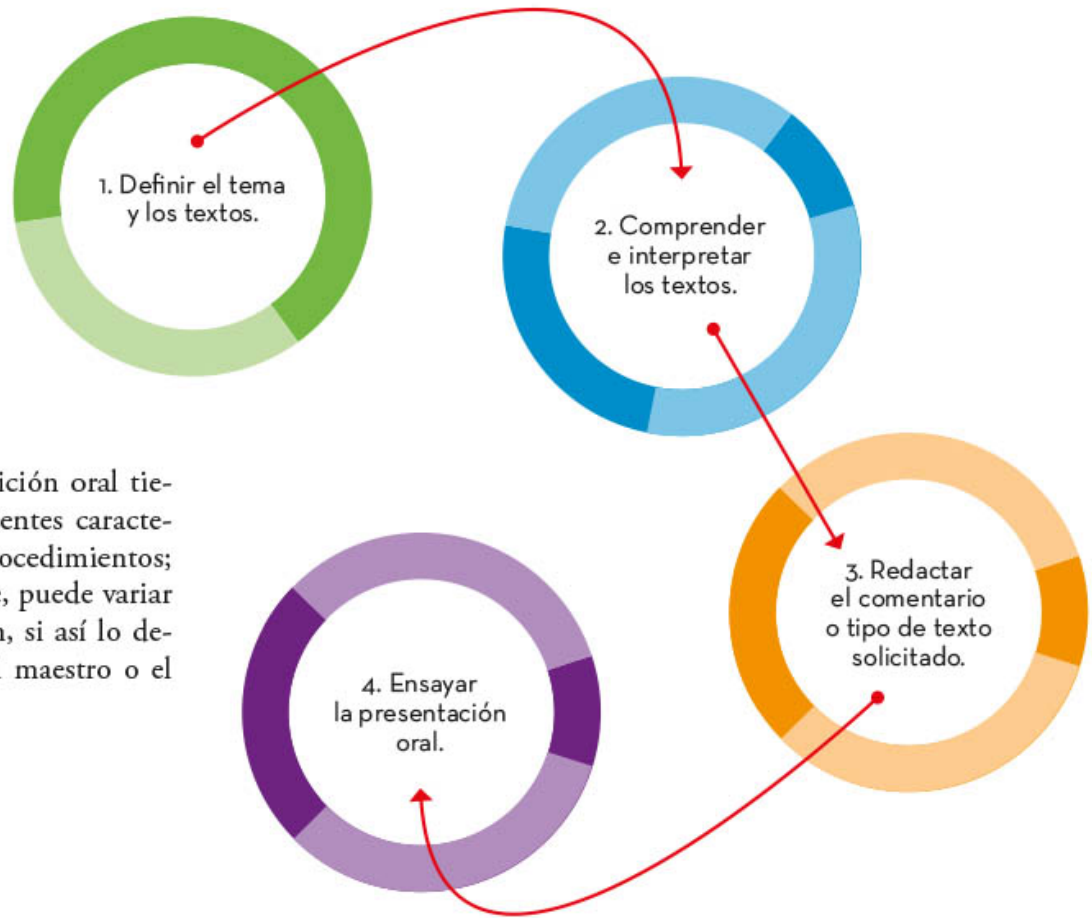 1. Definir el tema
y los textos.
2. Comprender
e interpretar
los textos.
ición oral tie-
entes caracte-
ocedimientos;
e, puede variar
n, si así lo de-
maestro o el
3. Redactar
el comentario
o tipo de texto
solicitado.
4. Ensayar
la presentación
oral.